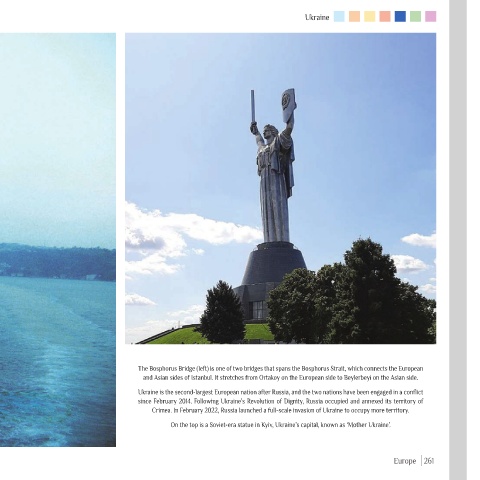 Ukraine
The Bosphorus Bridge (left) is one of two bridges that spans the Bosphorus Strait, which connects the European
and Asian sides of Istanbul. It stretches from Ortakoy on the European side to Beylerbeyi on the Asian side.
Ukraine is the second-largest European nation after Russia, and the two nations have been engaged in a conflict
since February 2014. Following Ukraine's Revolution of Dignity, Russia occupied and annexed its territory of
Crimea. In February 2022, Russia launched a full-scale invasion of Ukraine to occupy more territory.
On the top is a Soviet-era statue in Kyiv, Ukraine's capital, known as 'Mother Ukraine'.
Europe | 261